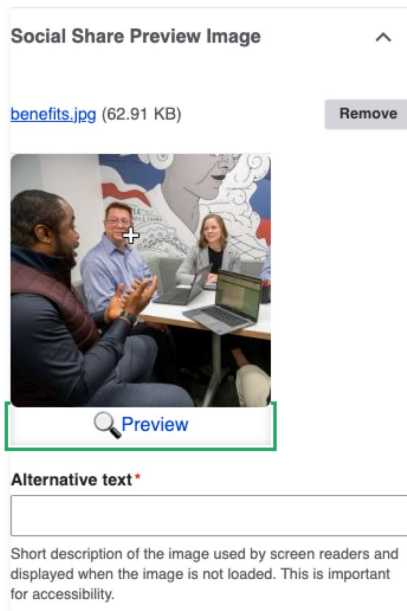 Social Share Preview Image
benefits.jpg (62.91 KB)
Remove
Preview
Alternative text*
Short description of the image used by screen readers and
displayed when the image is not loaded. This is important
for accessibility.